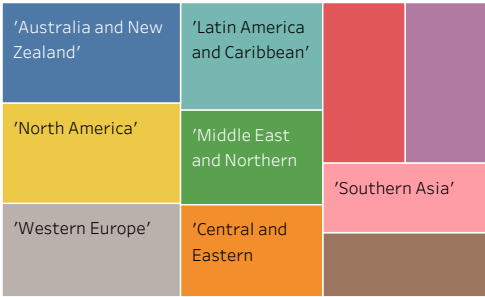 ’Australia and New
Zealand’
’North America’
’Western Europe’
’Latin America
and Caribbean’
’Middle East
and Northern
’Central and
Eastern
’Southern Asia’